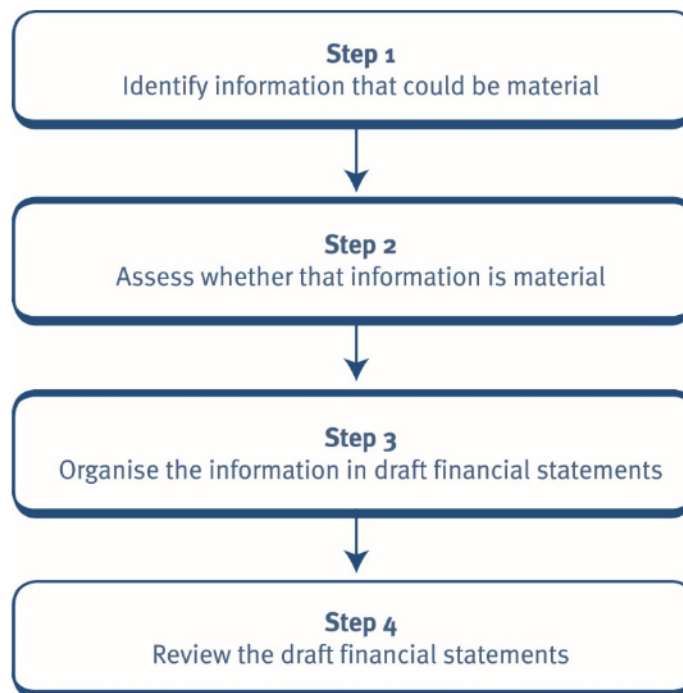 Step 1
Identify information that could be material
Step 2
Assess whether that information is material
Step 3
Organise the information in draft financial statements
Step 4
Review the draft financial statements